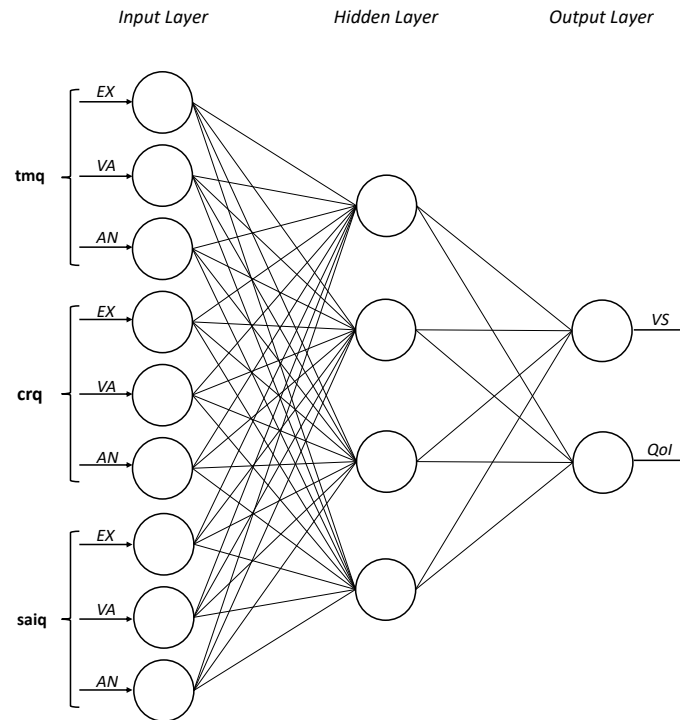 Input Layer Hidden Layer Output Layer
EX
tmq VA
AN
EX
VS
crq VA
AN
QoI
EX
saiq VA
AN